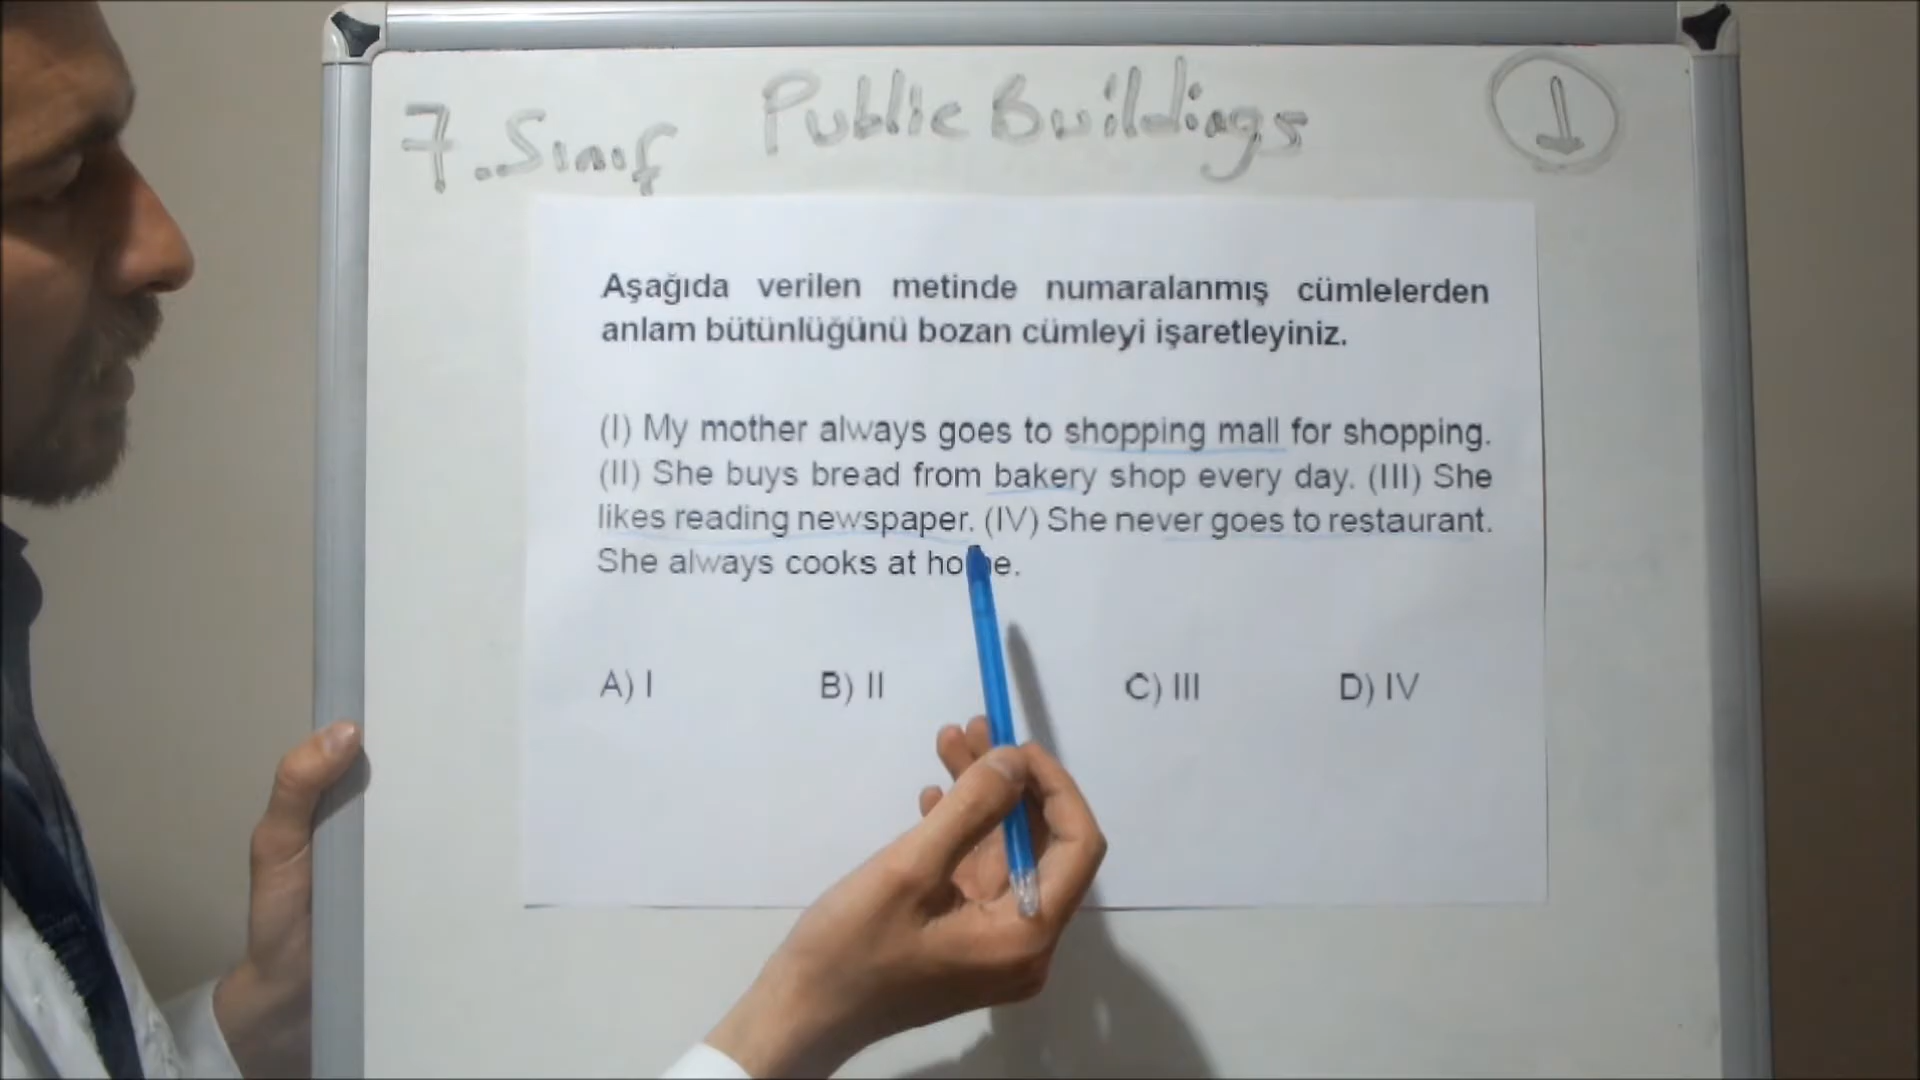 7. Sınıf Public Buildings 1
Aşağıda verilen metinde numaralanmış cümlelerden
anlam bütünlüğünü bozan cümleyi işaretleyiniz.
(I) My mother always goes to shopping mall for shopping.
(II) She buys bread from bakery shop every day. (III) She
likes reading newspaper. (IV) She never goes to restaurant.
She always cooks at home.
A) I B) II C) III D) IV